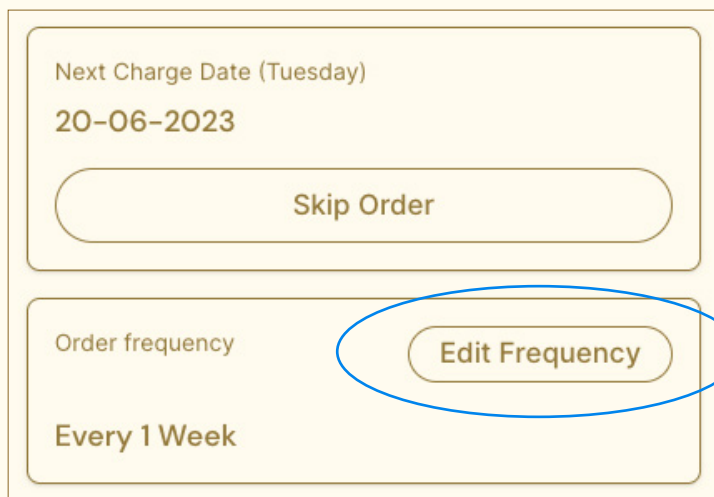 Next Charge Date (Tuesday)
20-06-2023
Skip Order
Order frequency
Edit Frequency
Every 1 Week